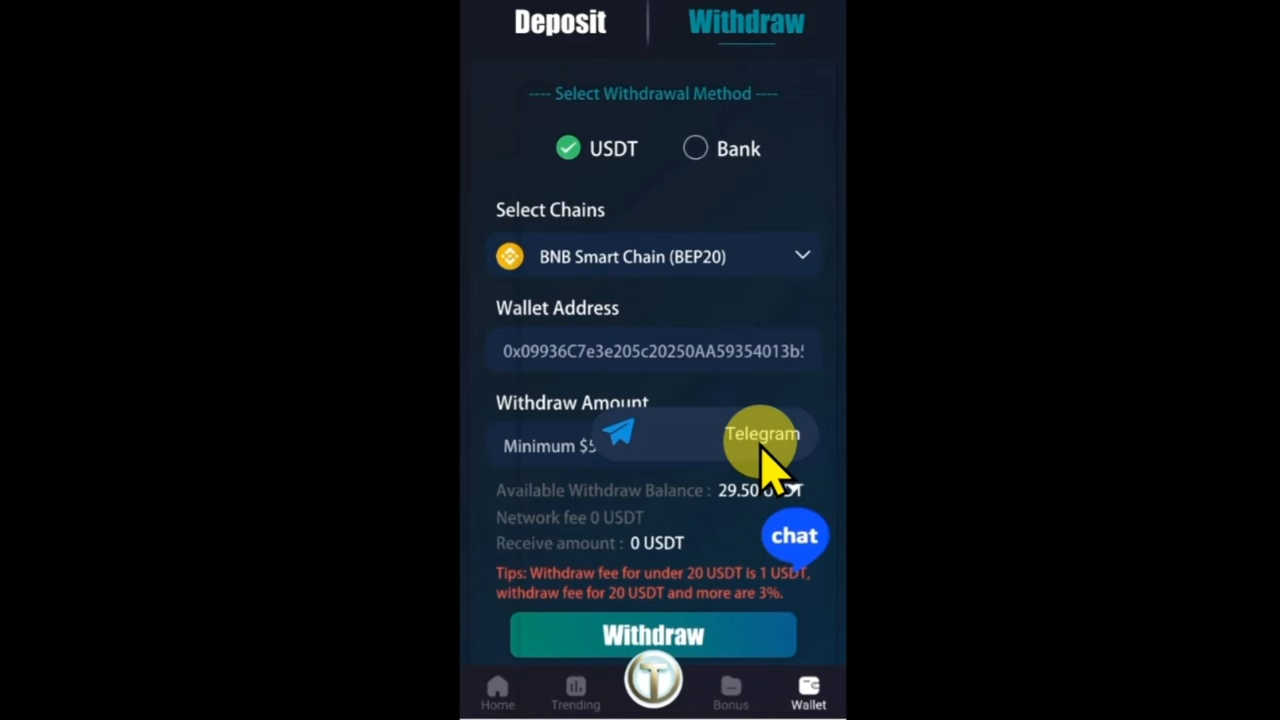 Deposit
Withdraw
---- Select Withdrawal Method ----
USDT
Bank
Select Chains
BNB Smart Chain (BEP20)
Wallet Address
0x09936C7e3e205c20250AA59354013b
Withdraw Amount
Minimum $5
Telegram
Available Withdraw Balance : 29.50 USDT
Network fee 0 USDT
chat
Receive amount : 0 USDT
Tips: Withdraw fee for under 20 USDT is 1 USDT,
withdraw fee for 20 USDT and more are 3%.
Withdraw
T
Home
Trending
Bonus
Wallet